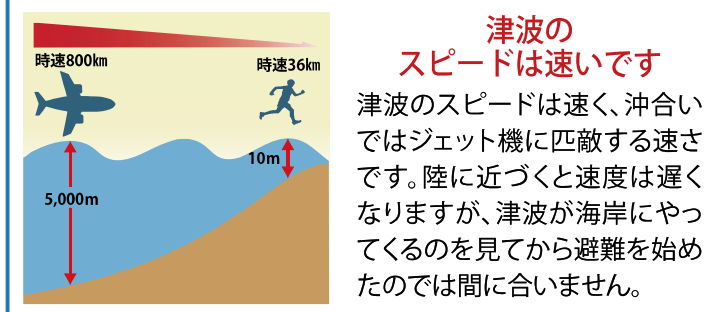 時速800㎞
時速36㎞
10m
5,000m
津波の
スピードは速いです
津波のスピードは速く、沖合い
ではジェット機に匹敵する速さ
です。陸に近づくと速度は遅く
なりますが、津波が海岸にやっ
てくるのを見てから避難を始め
たのでは間に合いません。